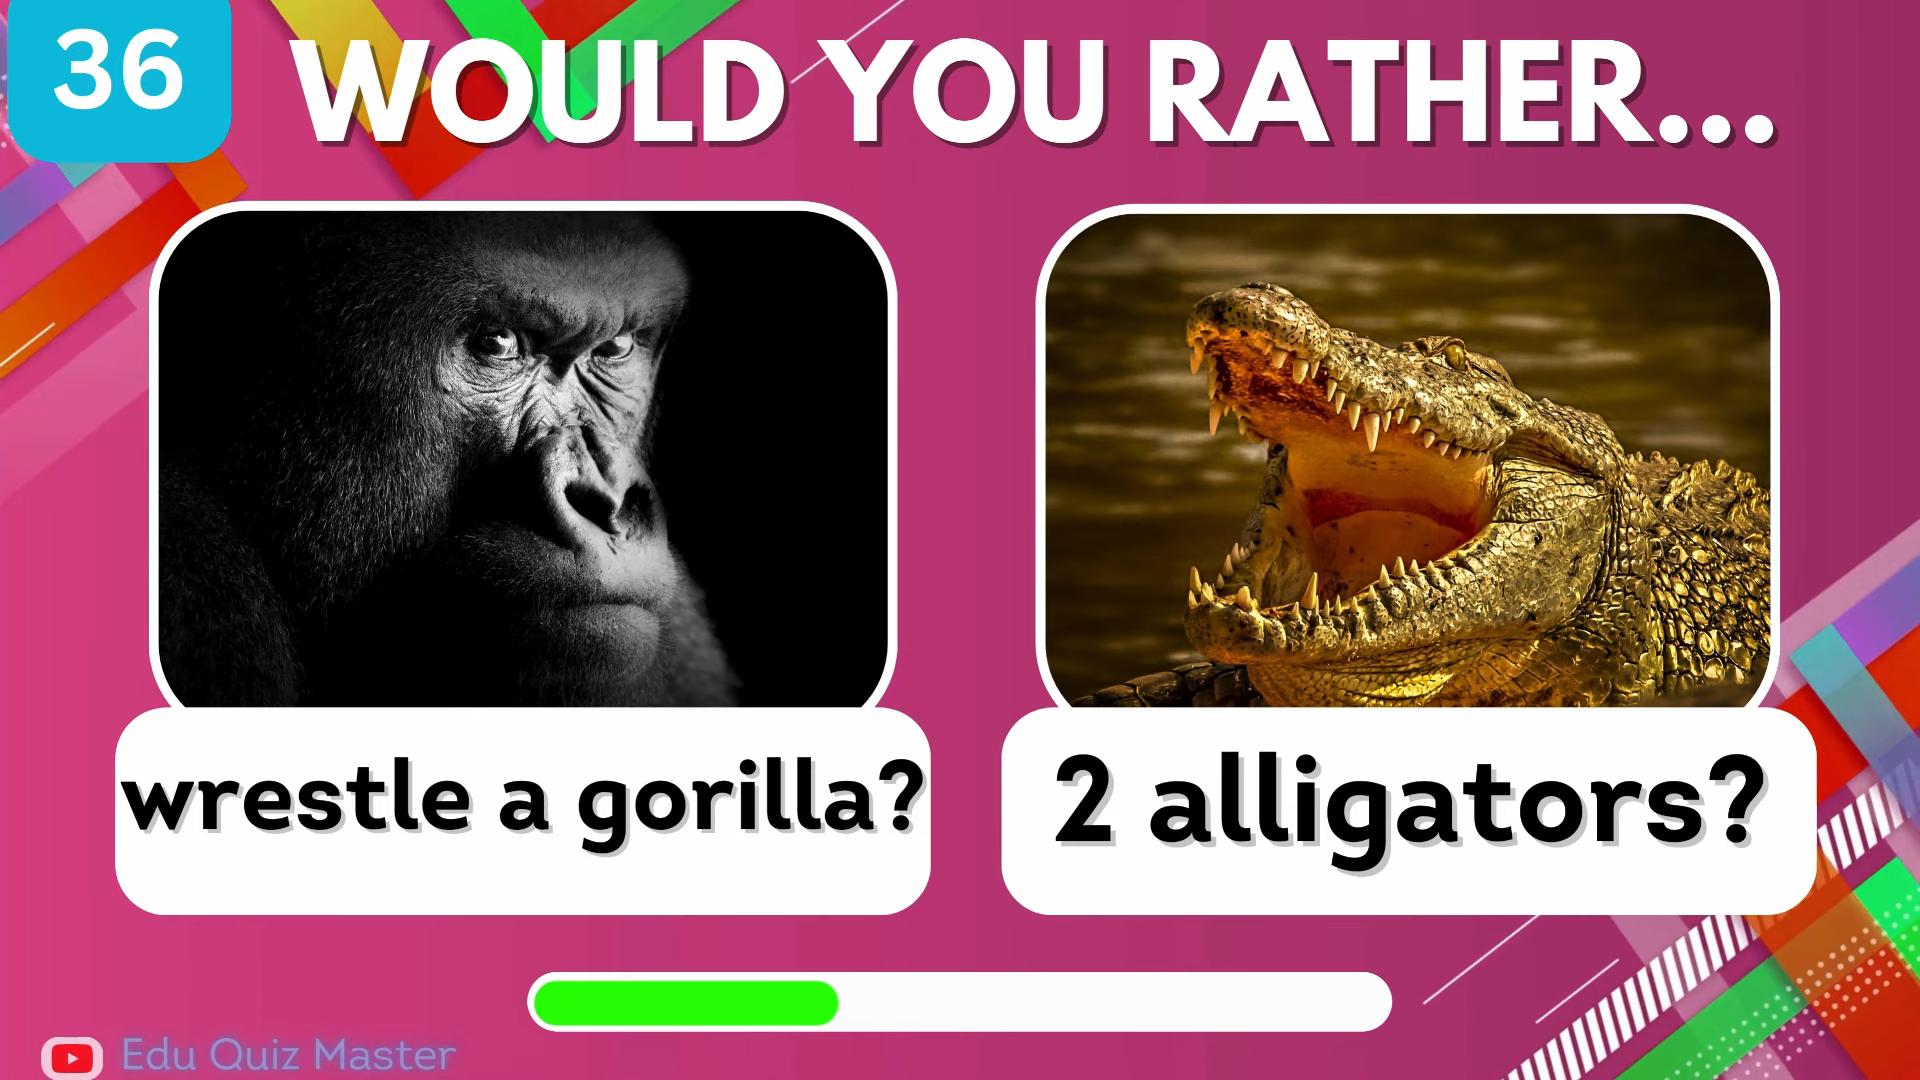 36
WOULD YOU RATHER...
wrestle a gorilla?
2 alligators?
Edu Quiz Master